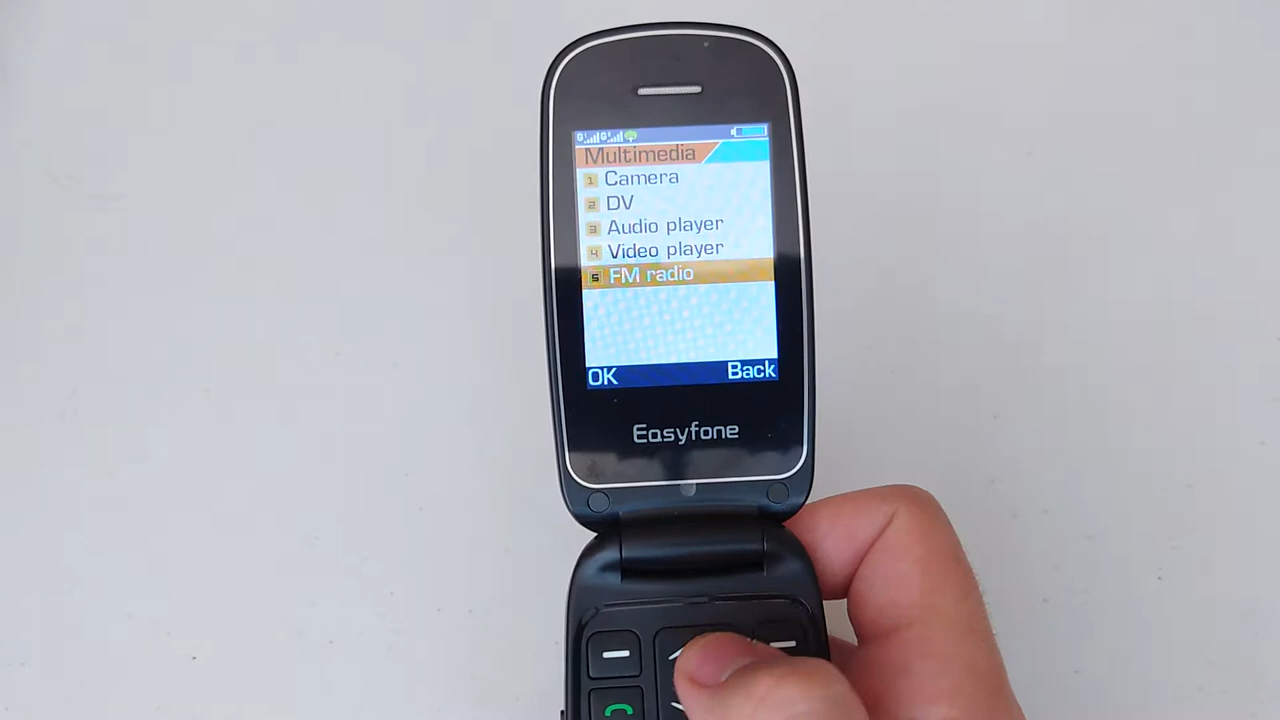 Multimedia
1 Camera
2 DV
3 Audio player
4 Video player
5 FM radio
OK Back
Easyfone